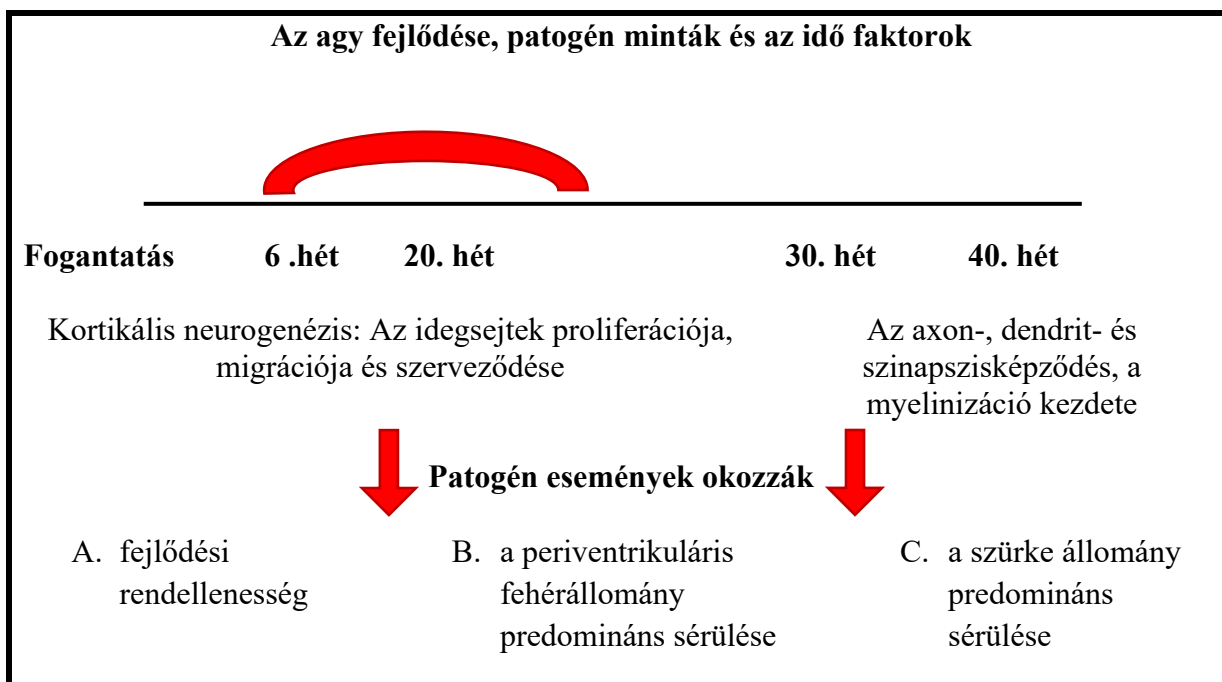 Az agy fejlődése, patogén minták és az idő faktorok
Fogantatás 6 .hét 20. hét 30. hét 40. hét
Kortikális neurogenézis: Az idegsejtek proliferációja,
migrációja és szerveződése
Az axon-, dendrit- és
szinapszisképződés, a
myelinizáció kezdete
Patogén események okozzák
A. fejlődési
rendellenesség
B. a periventrikuláris
fehérállomány
predomináns sérülése
C. a szürke állomány
predomináns
sérülése